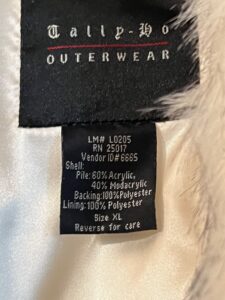 Tally-Ho
OUTERWEAR
LM# L0205
RN 25017
Vendor ID#6665
Shell:
Pile: 60% Acrylic,
40% Modacrylic
Backing:100%Polyester
Lining:100% Polyester
Size XL
Reverse for care